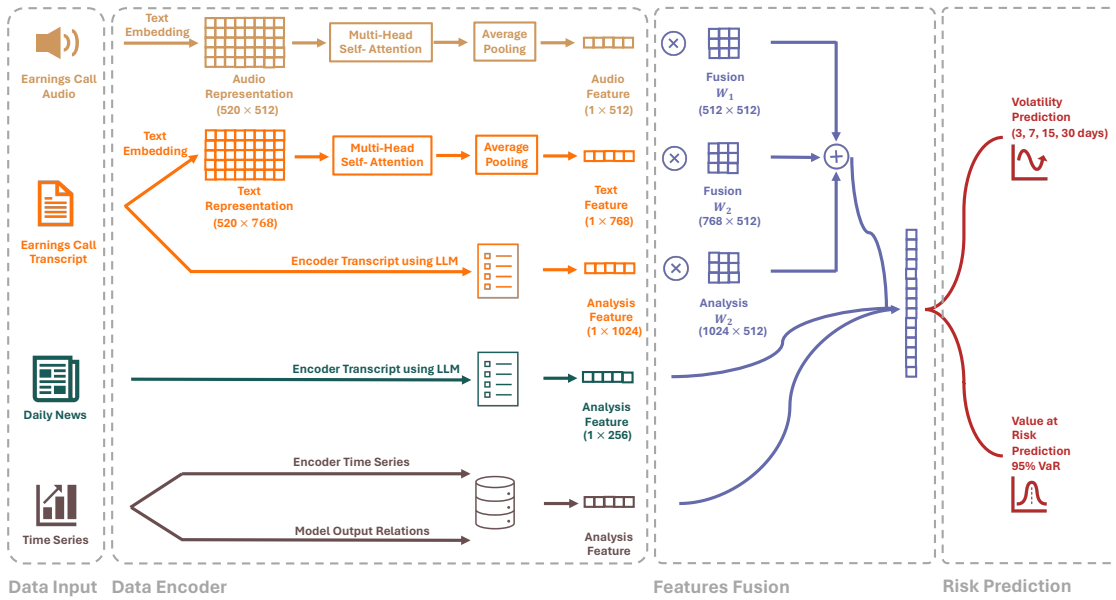 Text
Embedding
Multi-Head
Self- Attention
Average
Pooling
Earnings Call
Audio
Audio
Representation
(520 × 512)
Audio
Feature
(1 × 512)
Fusion
W₁
(512 × 512)
Text
Embedding
Multi-Head
Self- Attention
Average
Pooling
Text
Representation
(520 × 768)
Text
Feature
(1 × 768)
Fusion
W₂
(768 × 512)
Earnings Call
Transcript
Encoder Transcript using LLM
Analysis
Feature
(1 × 1024)
Analysis
W₂
(1024 × 512)
Daily News
Encoder Transcript using LLM
Analysis
Feature
(1 × 256)
Time Series
Encoder Time Series
Model Output Relations
Analysis
Feature
Volatility
Prediction
(3, 7, 15, 30 days)
Value at
Risk
Prediction
95% VaR
Data Input
Data Encoder
Features Fusion
Risk Prediction